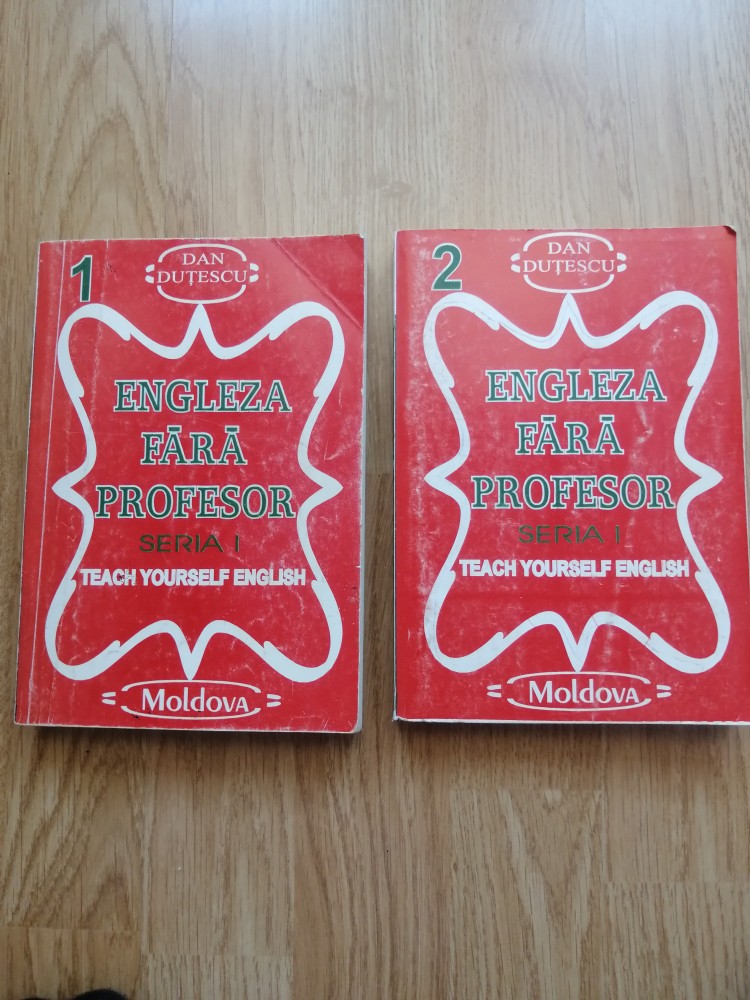 1
DAN
DUȚESCU
ENGLEZA
FĂRĂ
PROFESOR
SERIA I
TEACH YOURSELF ENGLISH
Moldova
2
DAN
DUȚESCU
ENGLEZA
FĂRĂ
PROFESOR
SERIA I
TEACH YOURSELF ENGLISH
Moldova